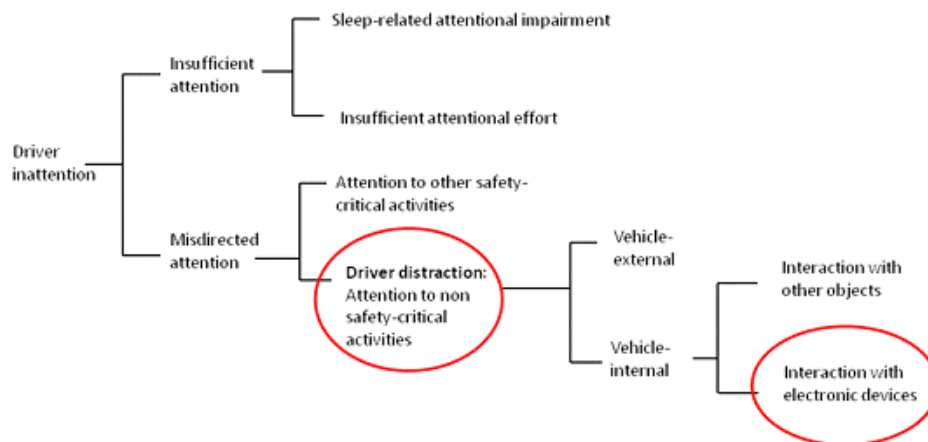 Sleep-related attentional impairment
Insufficient
attention
Insufficient attentional effort
Driver
inattention
Attention to other safety-
critical activities
Misdirected
attention
Driver distraction:
Attention to non
safety-critical
activities
Vehicle-
external
Interaction with
other objects
Vehicle-
internal
Interaction with
electronic devices